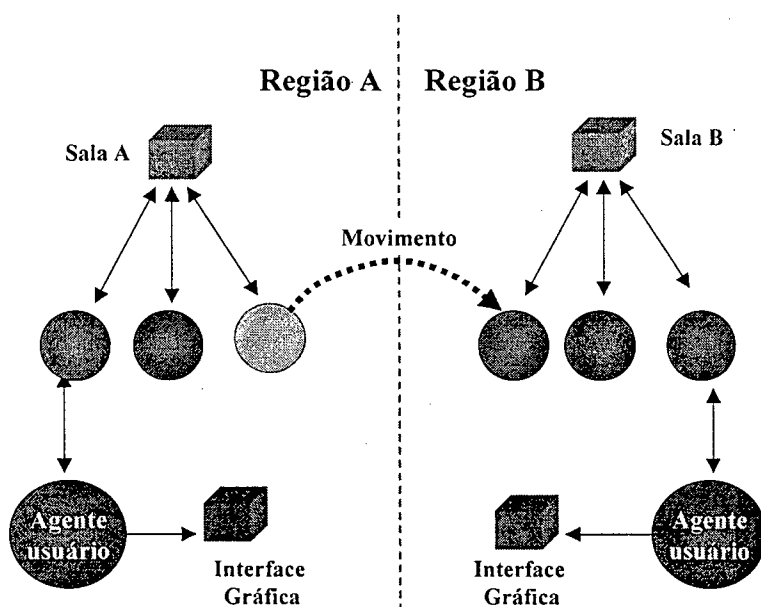 Região A
Região B
Sala A
Sala B
Movimento
Agente
usuário
Interface
Gráfica
Interface
Gráfica
Agente
usuário